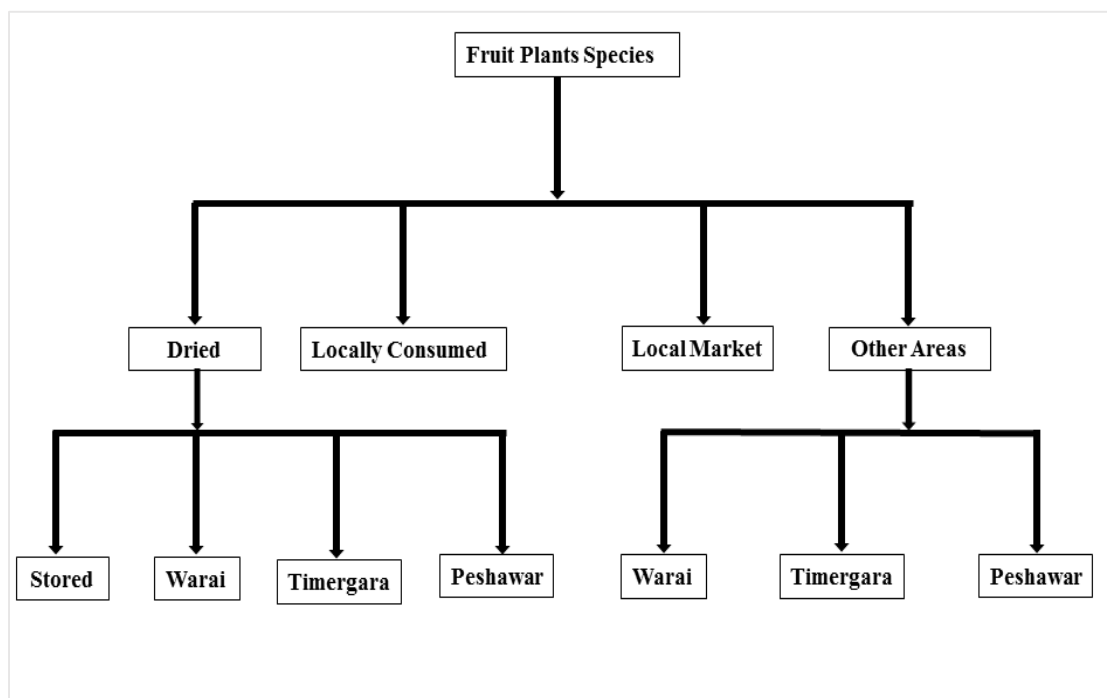 Fruit Plants Species
Dried
Locally Consumed
Local Market
Other Areas
Stored
Warai
Timergara
Peshawar
Warai
Timergara
Peshawar